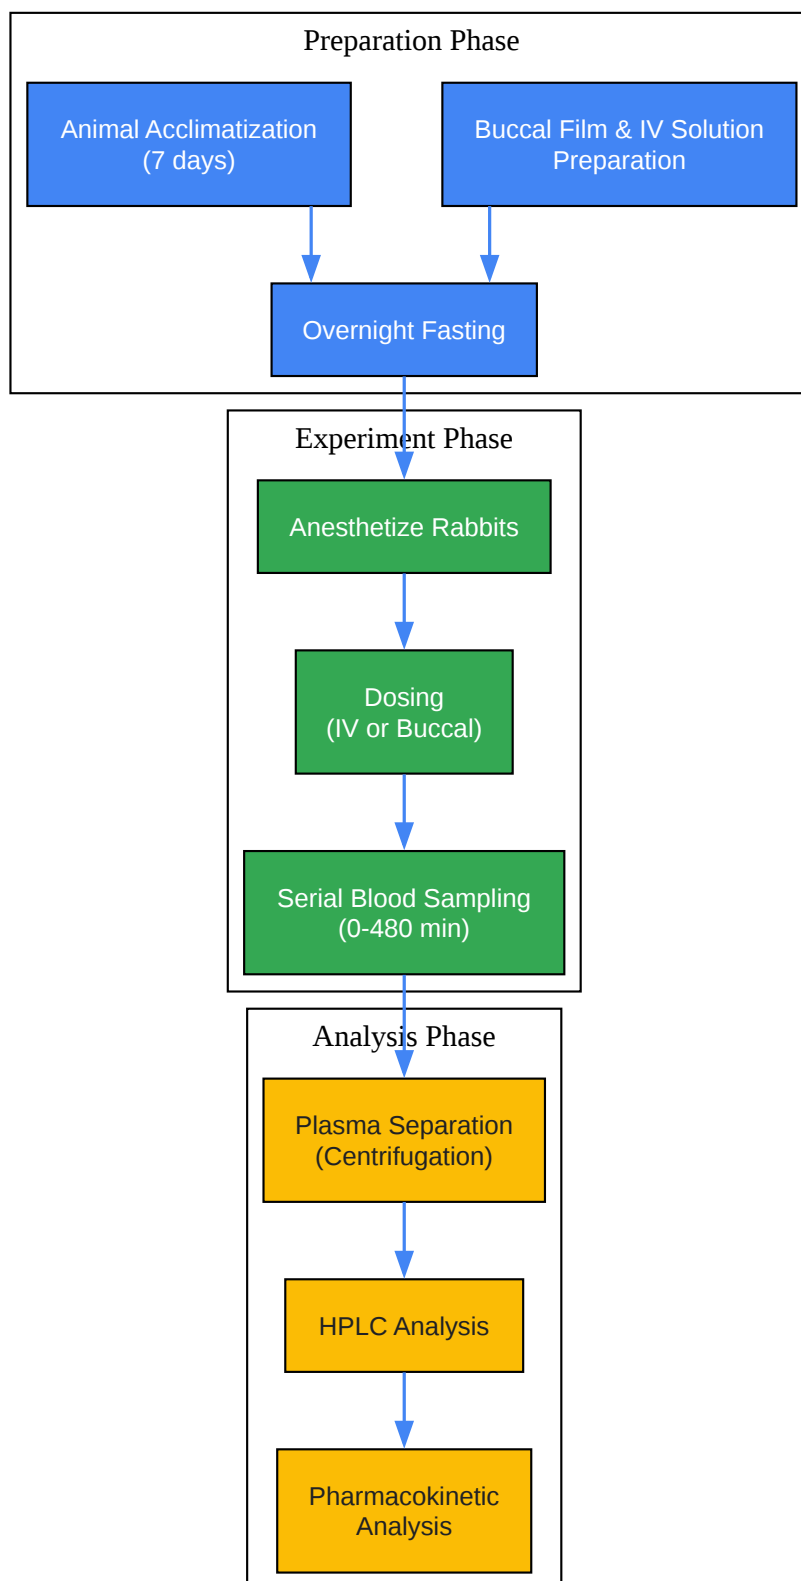 Preparation Phase
Animal Acclimatization
(7 days)
Buccal Film & IV Solution
Preparation
Overnight Fasting
Experiment Phase
Anesthetize Rabbits
Dosing
(IV or Buccal)
Serial Blood Sampling
(0-480 min)
Analysis Phase
Plasma Separation
(Centrifugation)
HPLC Analysis
Pharmacokinetic
Analysis